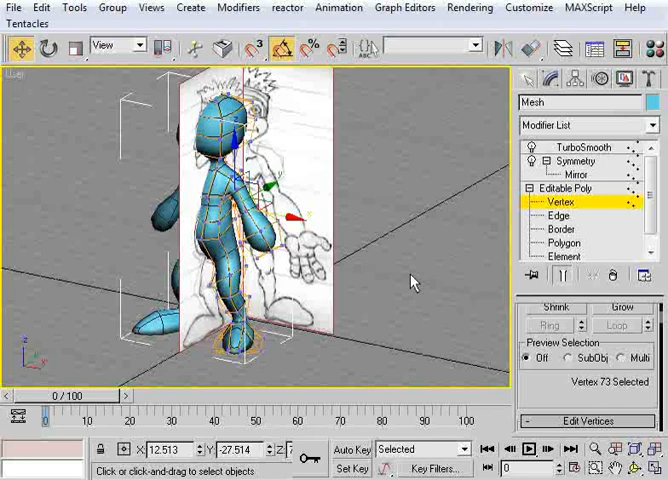 File Edit Tools Group Views Create Modifiers reactor Animation Graph Editors Rendering Customize MAXScript Help
Tentacles
View
3
%
ABC
Mesh
Modifier List
TurboSmooth
Symmetry
Mirror
Editable Poly
Vertex
Edge
Border
Polygon
Element
Shrink Grow
Ring Loop
Preview Selection
Off SubObj Multi
Vertex 73 Selected
Edit Vertices
z
x
0 / 100
0 10 20 30 40 50 60 70 80 90 100
X: 12.513 Y: -27.514 Z: 7
Auto Key Selected
Click or click-and-drag to select objects
Set Key Key Filters...
0